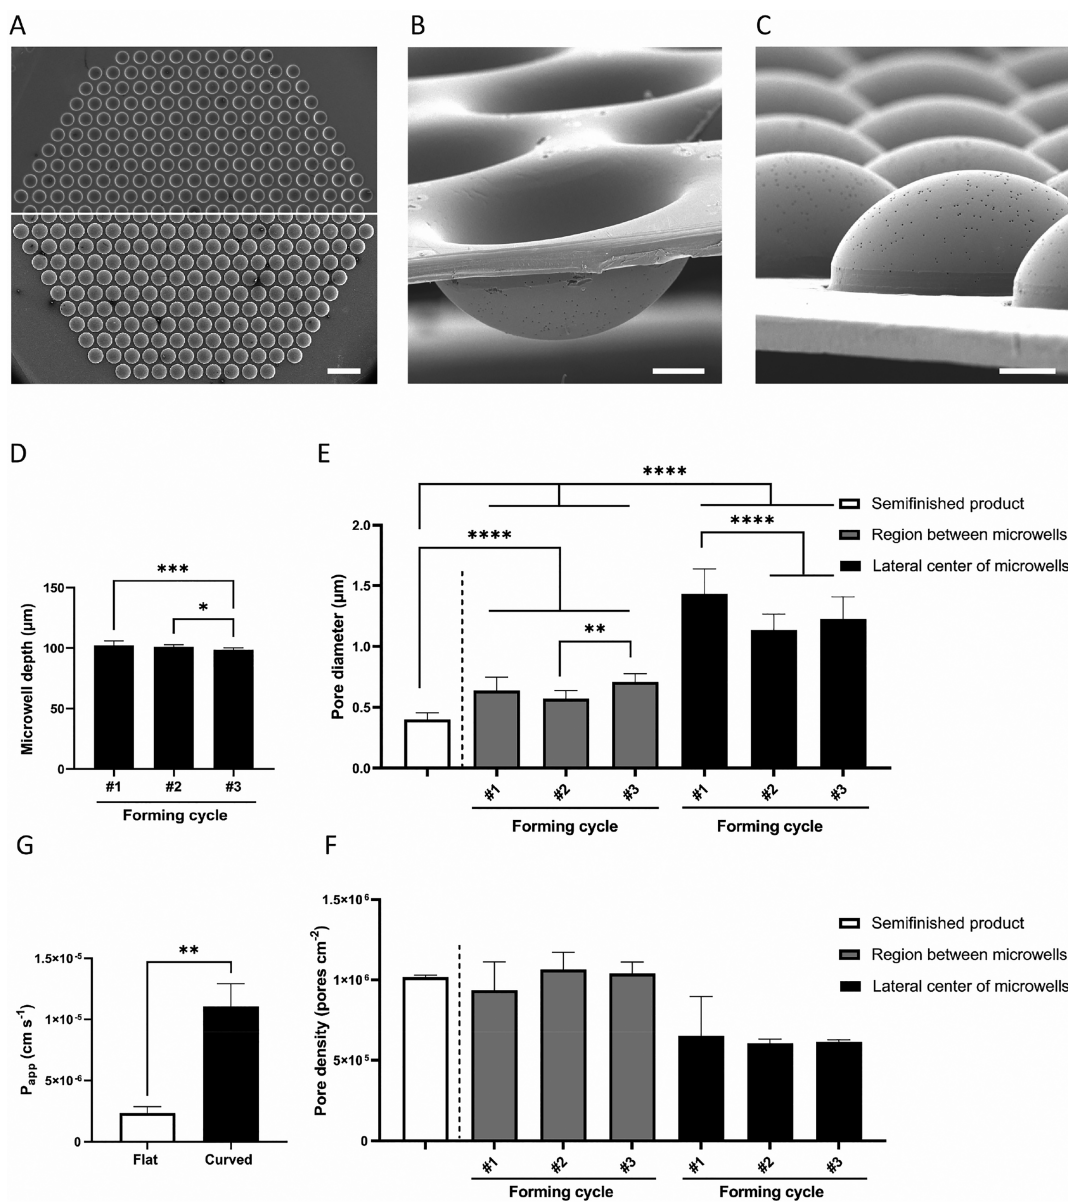 A
B
C
D
***
*
Microwell depth (μm)
150
100
50
0
#1
#2
#3
Forming cycle
E
****
****
****
**
Semifinished product
Region between microwells
Lateral center of microwells
Pore diameter (μm)
2.0
1.5
1.0
0.5
0.0
#1
#2
#3
#1
#2
#3
Forming cycle
Forming cycle
G
**
Papp (cm s⁻¹)
1.5×10⁻⁵
1×10⁻⁵
5×10⁻⁶
0
Flat
Curved
F
Semifinished product
Region between microwells
Lateral center of microwells
Pore density (pores cm⁻²)
1.5×10⁶
1×10⁶
5×10⁵
0
#1
#2
#3
#1
#2
#3
Forming cycle
Forming cycle